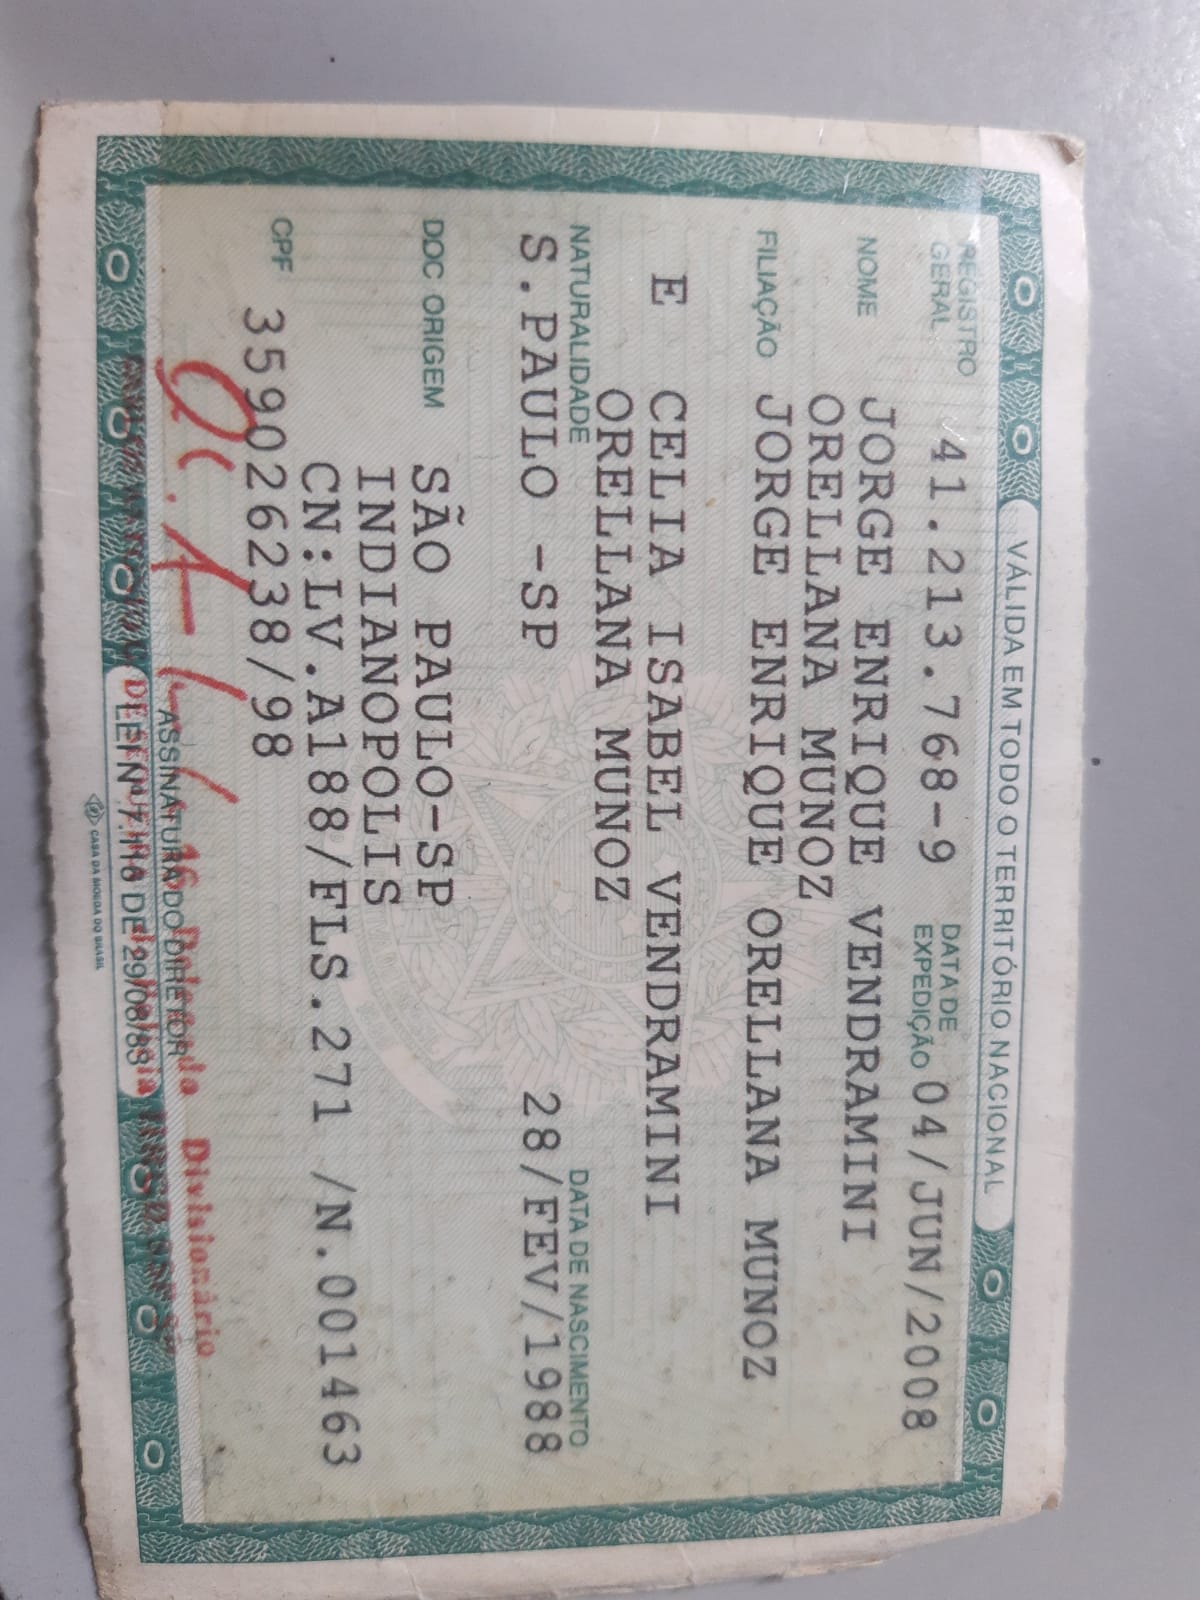 VÁLIDA EM TODO O TERRITÓRIO NACIONAL
REGISTRO GERAL 41.213.768-9 DATA DE EXPEDIÇÃO 04/JUN/2008
NOME JORGE ENRIQUE VENDRAMINI
ORELLANA MUNOZ
FILIAÇÃO JORGE ENRIQUE ORELLANA MUNOZ
E CELIA ISABEL VENDRAMINI
ORELLANA MUNOZ
NATURALIDADE DATA DE NASCIMENTO
S.PAULO -SP 28/FEV/1988
DOC ORIGEM SÃO PAULO-SP
INDIANOPOLIS
CN:LV.A188/FLS.271 /N.001463
CPF 359026238/98
Delegado Divisionário
ASSINATURA DO DIRETOR
LEI Nº 7.116 DE 29/08/83
CASA DA MOEDA DO BRASIL